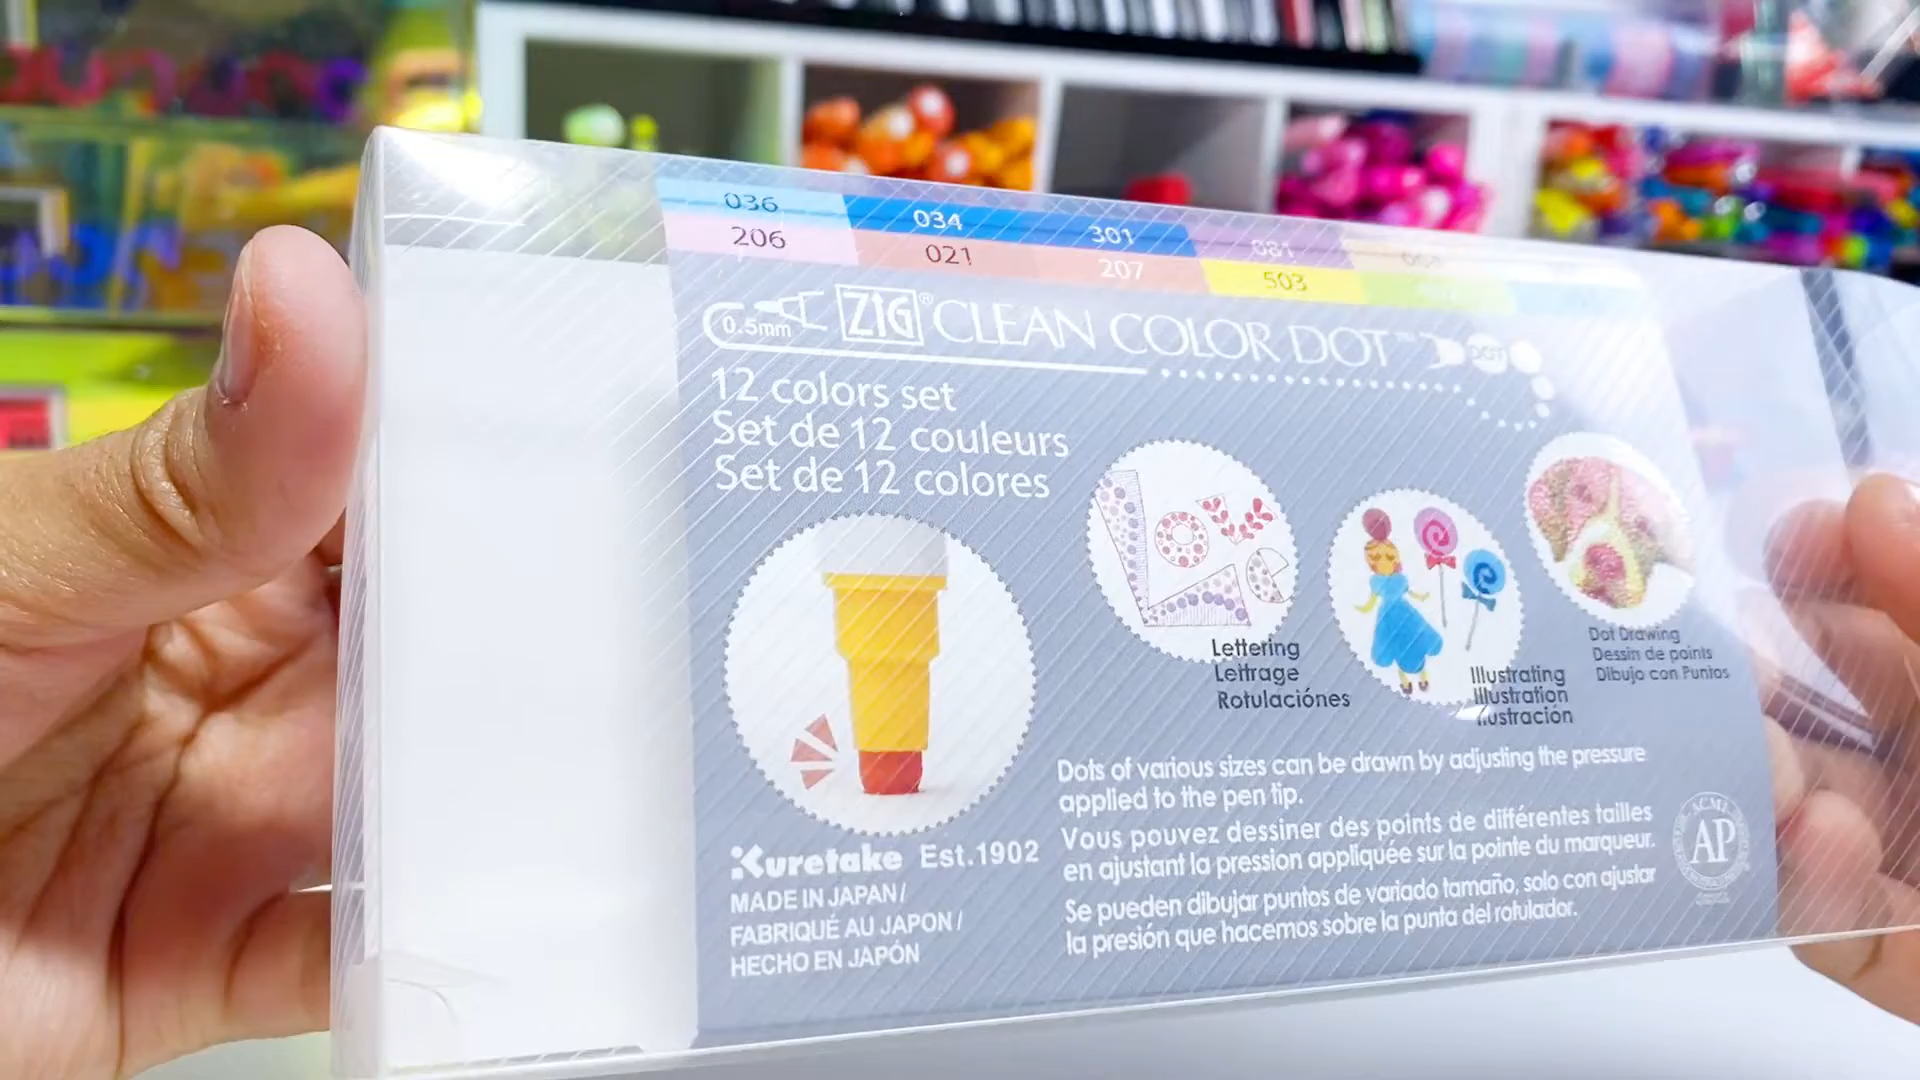 036 034 301 081
206 021 207 503
0.5mm ZIG® CLEAN COLOR DOT™ DOT
12 colors set
Set de 12 couleurs
Set de 12 colores
love
Lettering
Lettrage
Rotulaciónes
Illustrating
Illustration
Ilustración
Dot Drawing
Dessin de points
Dibujo con Puntos
Kuretake Est.1902
MADE IN JAPAN /
FABRIQUÉ AU JAPON /
HECHO EN JAPÓN
Dots of various sizes can be drawn by adjusting the pressure
applied to the pen tip.
Vous pouvez dessiner des points de différentes tailles
en ajustant la pression appliquée sur la pointe du marqueur.
Se pueden dibujar puntos de variado tamaño, solo con ajustar
la presión que hacemos sobre la punta del rotulador.
ACMI
AP